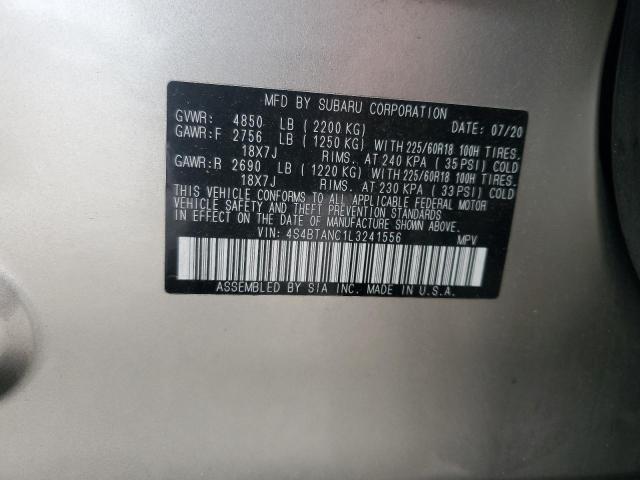 MFD BY SUBARU CORPORATION
GVWR: 4850 LB ( 2200 KG) DATE: 07/20
GAWR:F 2756 LB ( 1250 KG) WITH 225/60R18 100H TIRES.
18X7J RIMS. AT 240 KPA ( 35 PSI) COLD
GAWR:R 2690 LB ( 1220 KG) WITH 225/60R18 100H TIRES.
18X7J RIMS. AT 230 KPA ( 33 PSI) COLD
THIS VEHICLE CONFORMS TO ALL APPLICABLE FEDERAL MOTOR
VEHICLE SAFETY AND THEFT PREVENTION STANDARDS
IN EFFECT ON THE DATE OF MANUFACTURE SHOWN ABOVE.
VIN: 4S4BTANC1L3241556 MPV
ASSEMBLED BY SIA INC. MADE IN U.S.A.